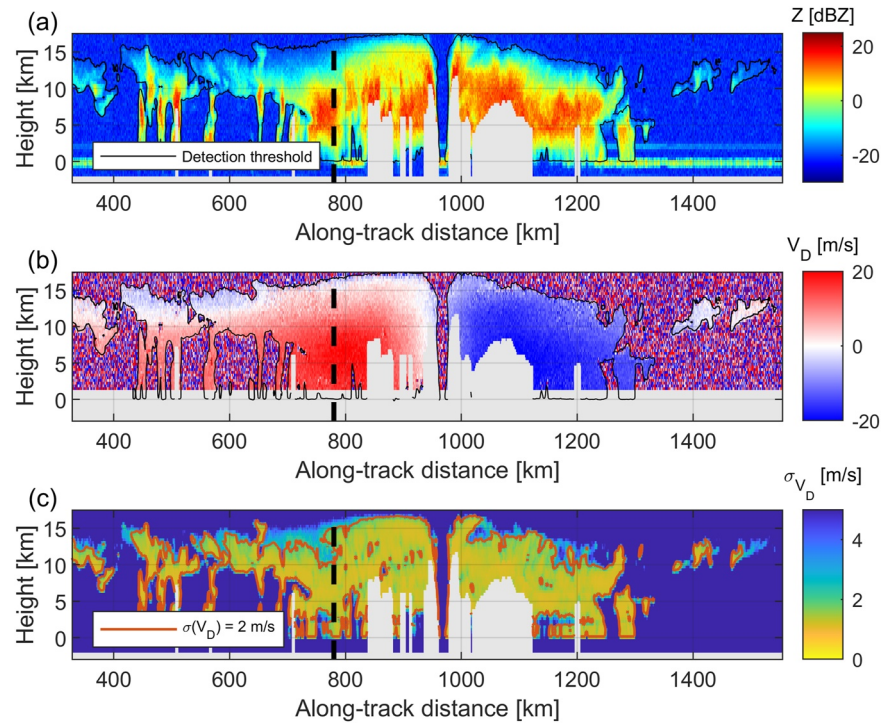 (a)
Z [dBZ]
Height [km]
15
10
5
0
Detection threshold
20
0
-20
400 600 800 1000 1200 1400
Along-track distance [km]
(b)
V_D [m/s]
Height [km]
15
10
5
0
20
0
-20
400 600 800 1000 1200 1400
Along-track distance [km]
(c)
σ_{V_D} [m/s]
Height [km]
15
10
5
0
σ(V_D) = 2 m/s
4
2
0
400 600 800 1000 1200 1400
Along-track distance [km]